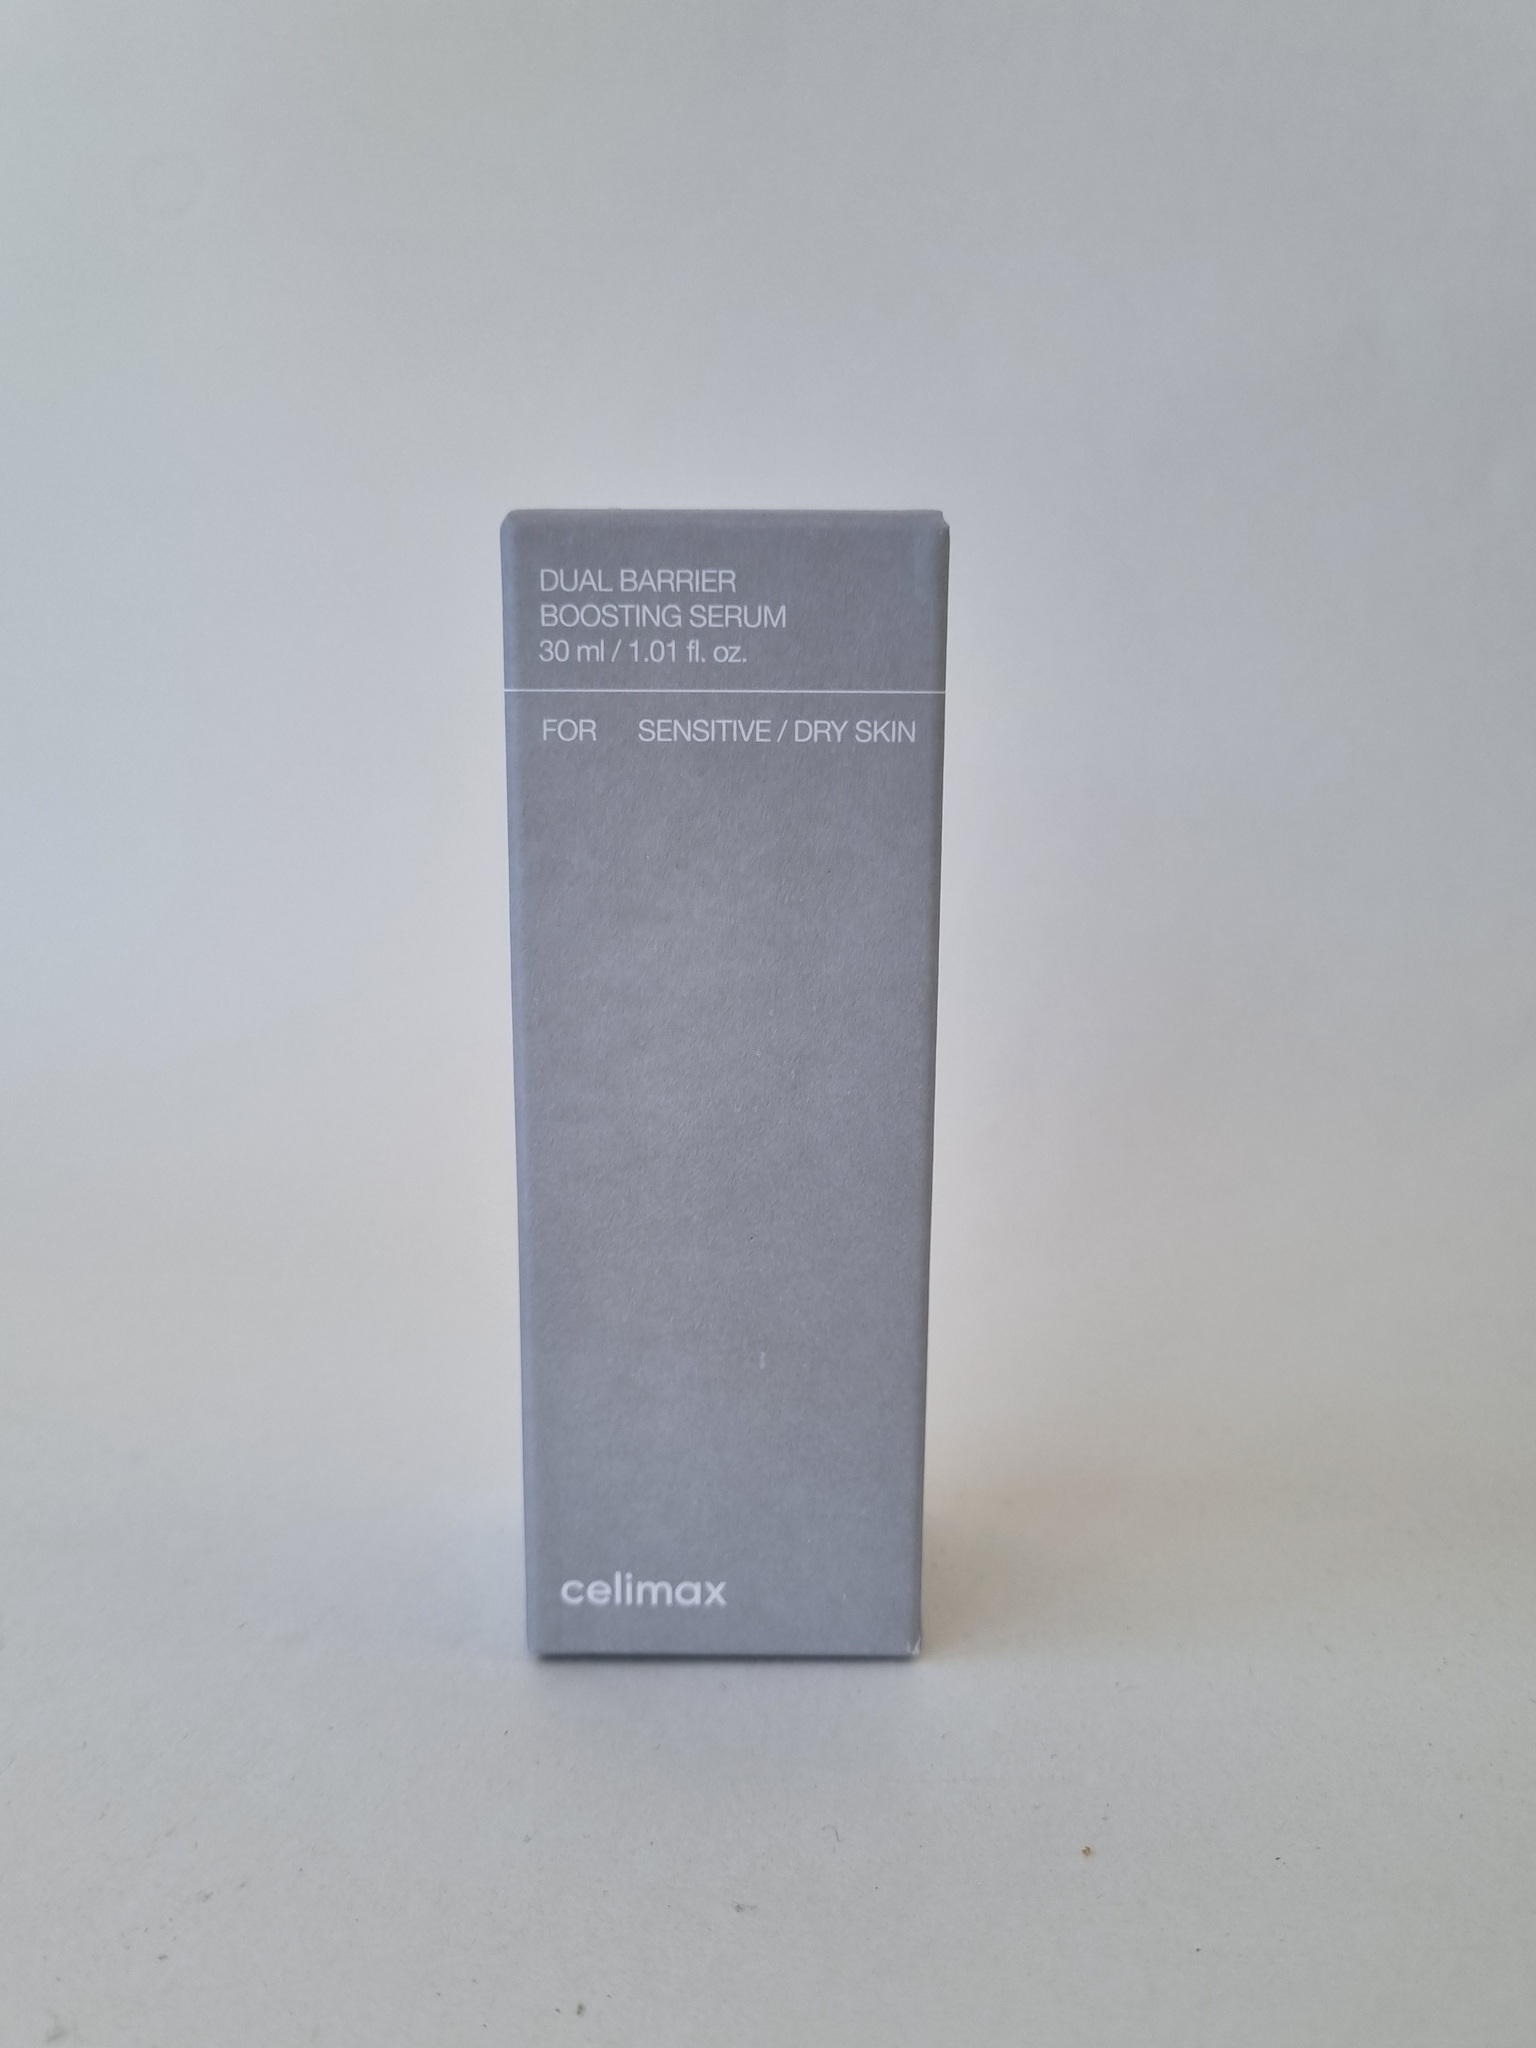 DUAL BARRIER
BOOSTING SERUM
30 ml / 1.01 fl. oz.
FOR SENSITIVE / DRY SKIN
celimax